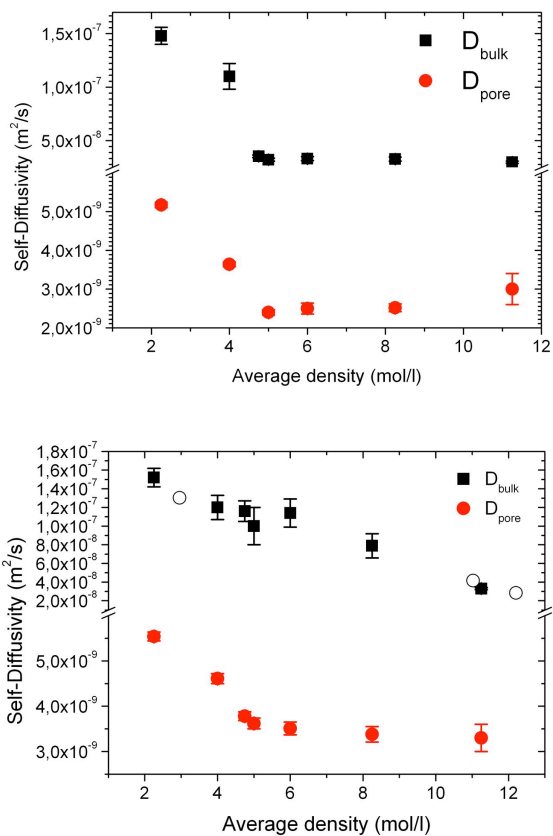 1,5x10⁻⁷
1,0x10⁻⁷
5,0x10⁻⁸
5,0x10⁻⁹
4,0x10⁻⁹
3,0x10⁻⁹
2,0x10⁻⁹
Self-Diffusivity (m²/s)
D bulk
D pore
2 4 6 8 10 12
Average density (mol/l)
1,8x10⁻⁷
1,6x10⁻⁷
1,4x10⁻⁷
1,2x10⁻⁷
1,0x10⁻⁷
8,0x10⁻⁸
6,0x10⁻⁸
4,0x10⁻⁸
2,0x10⁻⁸
5,0x10⁻⁹
4,0x10⁻⁹
3,0x10⁻⁹
Self-Diffusivity (m²/s)
D bulk
D pore
2 4 6 8 10 12
Average density (mol/l)